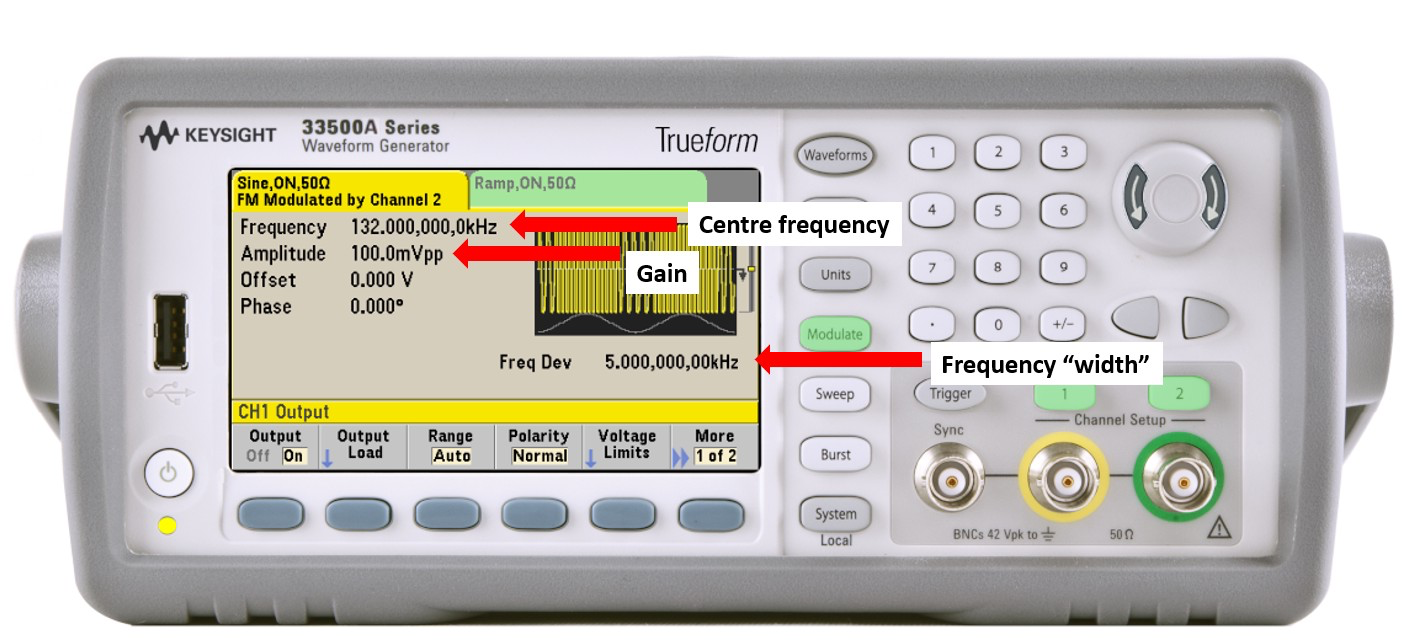 KEYSIGHT
33500A Series
Waveform Generator
Trueform
Sine,ON,50Ω
FM Modulated by Channel 2
Ramp,ON,50Ω
Frequency 132.000,000,0kHz
Centre frequency
Amplitude 100.0mVpp
Gain
Offset 0.000 V
Phase 0.000°
Freq Dev 5.000,000,00kHz
Frequency “width”
CH1 Output
Output
Off On
Output
Load
Range
Auto
Polarity
Normal
Voltage
Limits
More
1 of 2
Waveforms
Units
Modulate
Sweep
Burst
System
Local
1 2 3
4 5 6
7 8 9
. 0 +/−
Trigger
1 2
Channel Setup
Sync
BNCs 42 Vpk to
50Ω